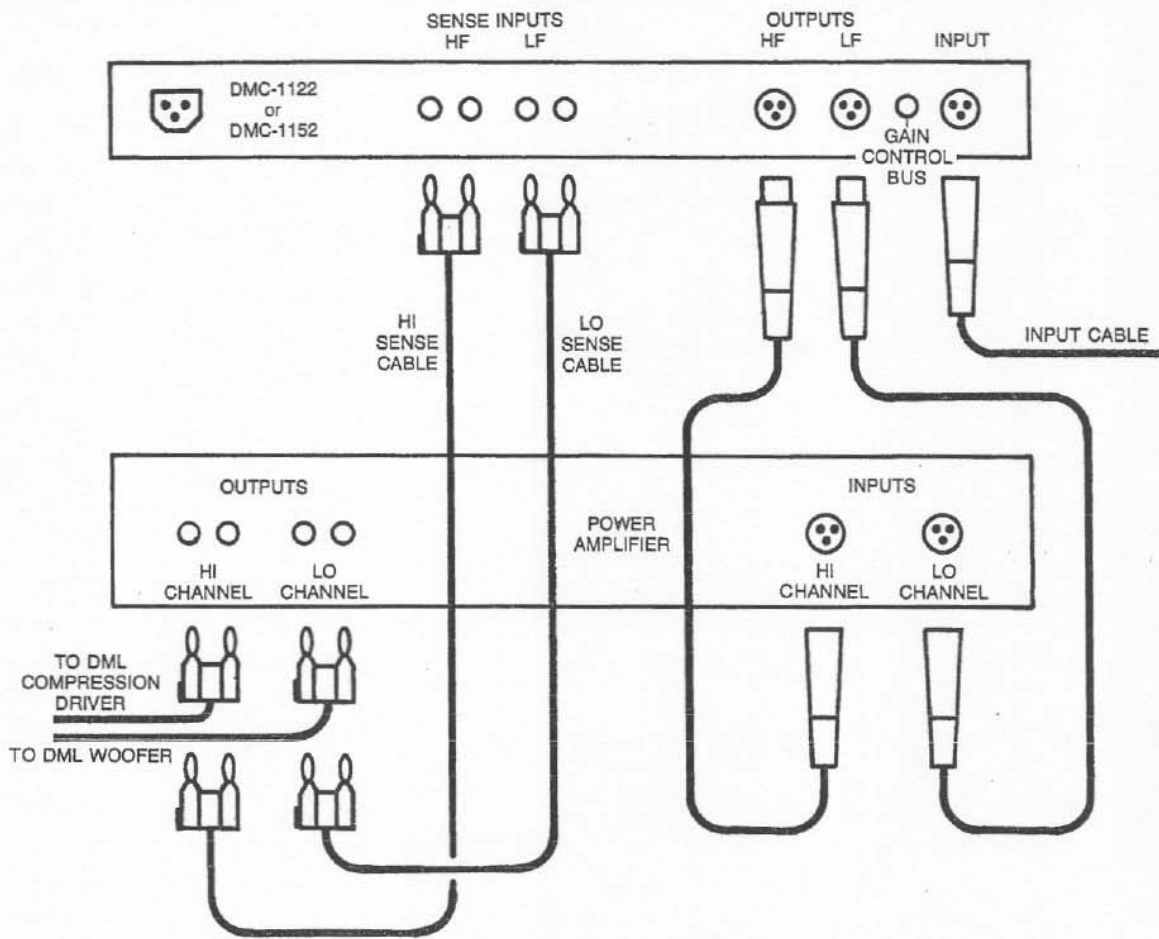 SENSE INPUTS
HF LF
OUTPUTS
HF LF
INPUT
DMC-1122
or
DMC-1152
GAIN
CONTROL
BUS
HI
SENSE
CABLE
LO
SENSE
CABLE
INPUT CABLE
OUTPUTS
HI
CHANNEL
LO
CHANNEL
POWER
AMPLIFIER
INPUTS
HI
CHANNEL
LO
CHANNEL
TO DML
COMPRESSION
DRIVER
TO DML WOOFER